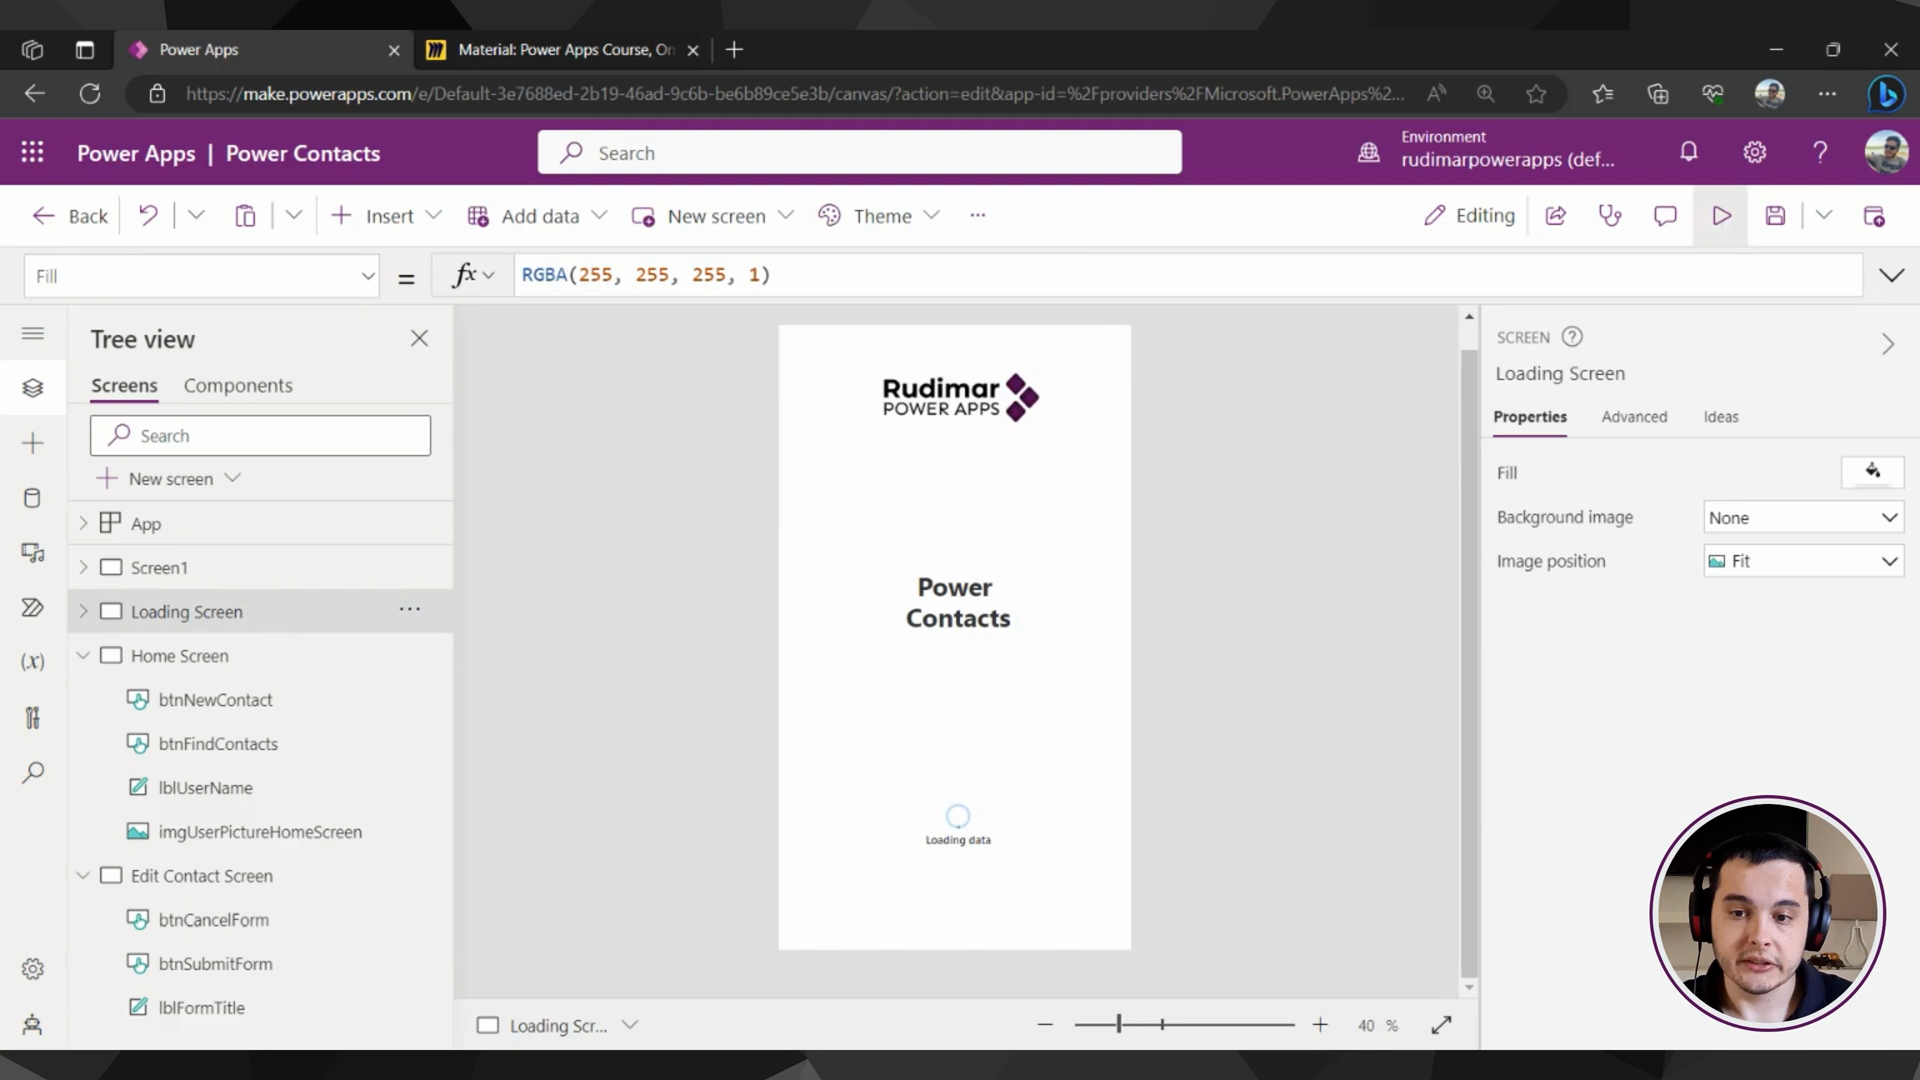 Power Apps
Material: Power Apps Course, On
https://make.powerapps.com/e/Default-3e7688ed-2b19-46ad-9c6b-be6b89ce5e3b/canvas/?action=edit&app-id=%2Fproviders%2FMicrosoft.PowerApps%2...
Power Apps | Power Contacts
Search
Environment
rudimarpowerapps (def...
Back
Insert
Add data
New screen
Theme
Editing
Fill
=
fx
RGBA(255, 255, 255, 1)
Tree view
Screens
Components
Search
New screen
App
Screen1
Loading Screen
Home Screen
btnNewContact
btnFindContacts
lblUserName
imgUserPictureHomeScreen
Edit Contact Screen
btnCancelForm
btnSubmitForm
lblFormTitle
Rudimar
POWER APPS
Power
Contacts
Loading data
Loading Scr...
40 %
SCREEN
Loading Screen
Properties
Advanced
Ideas
Fill
Background image
None
Image position
Fit